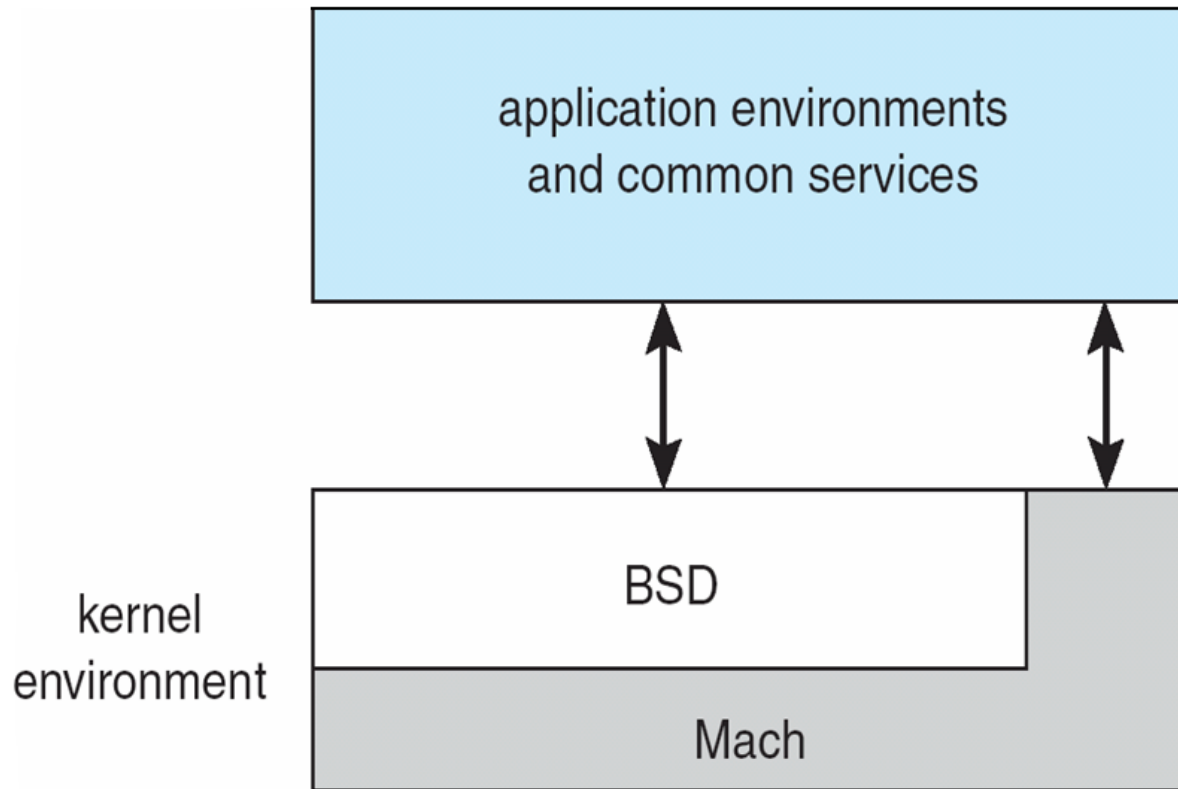 application environments
and common services
BSD
kernel
environment
Mach